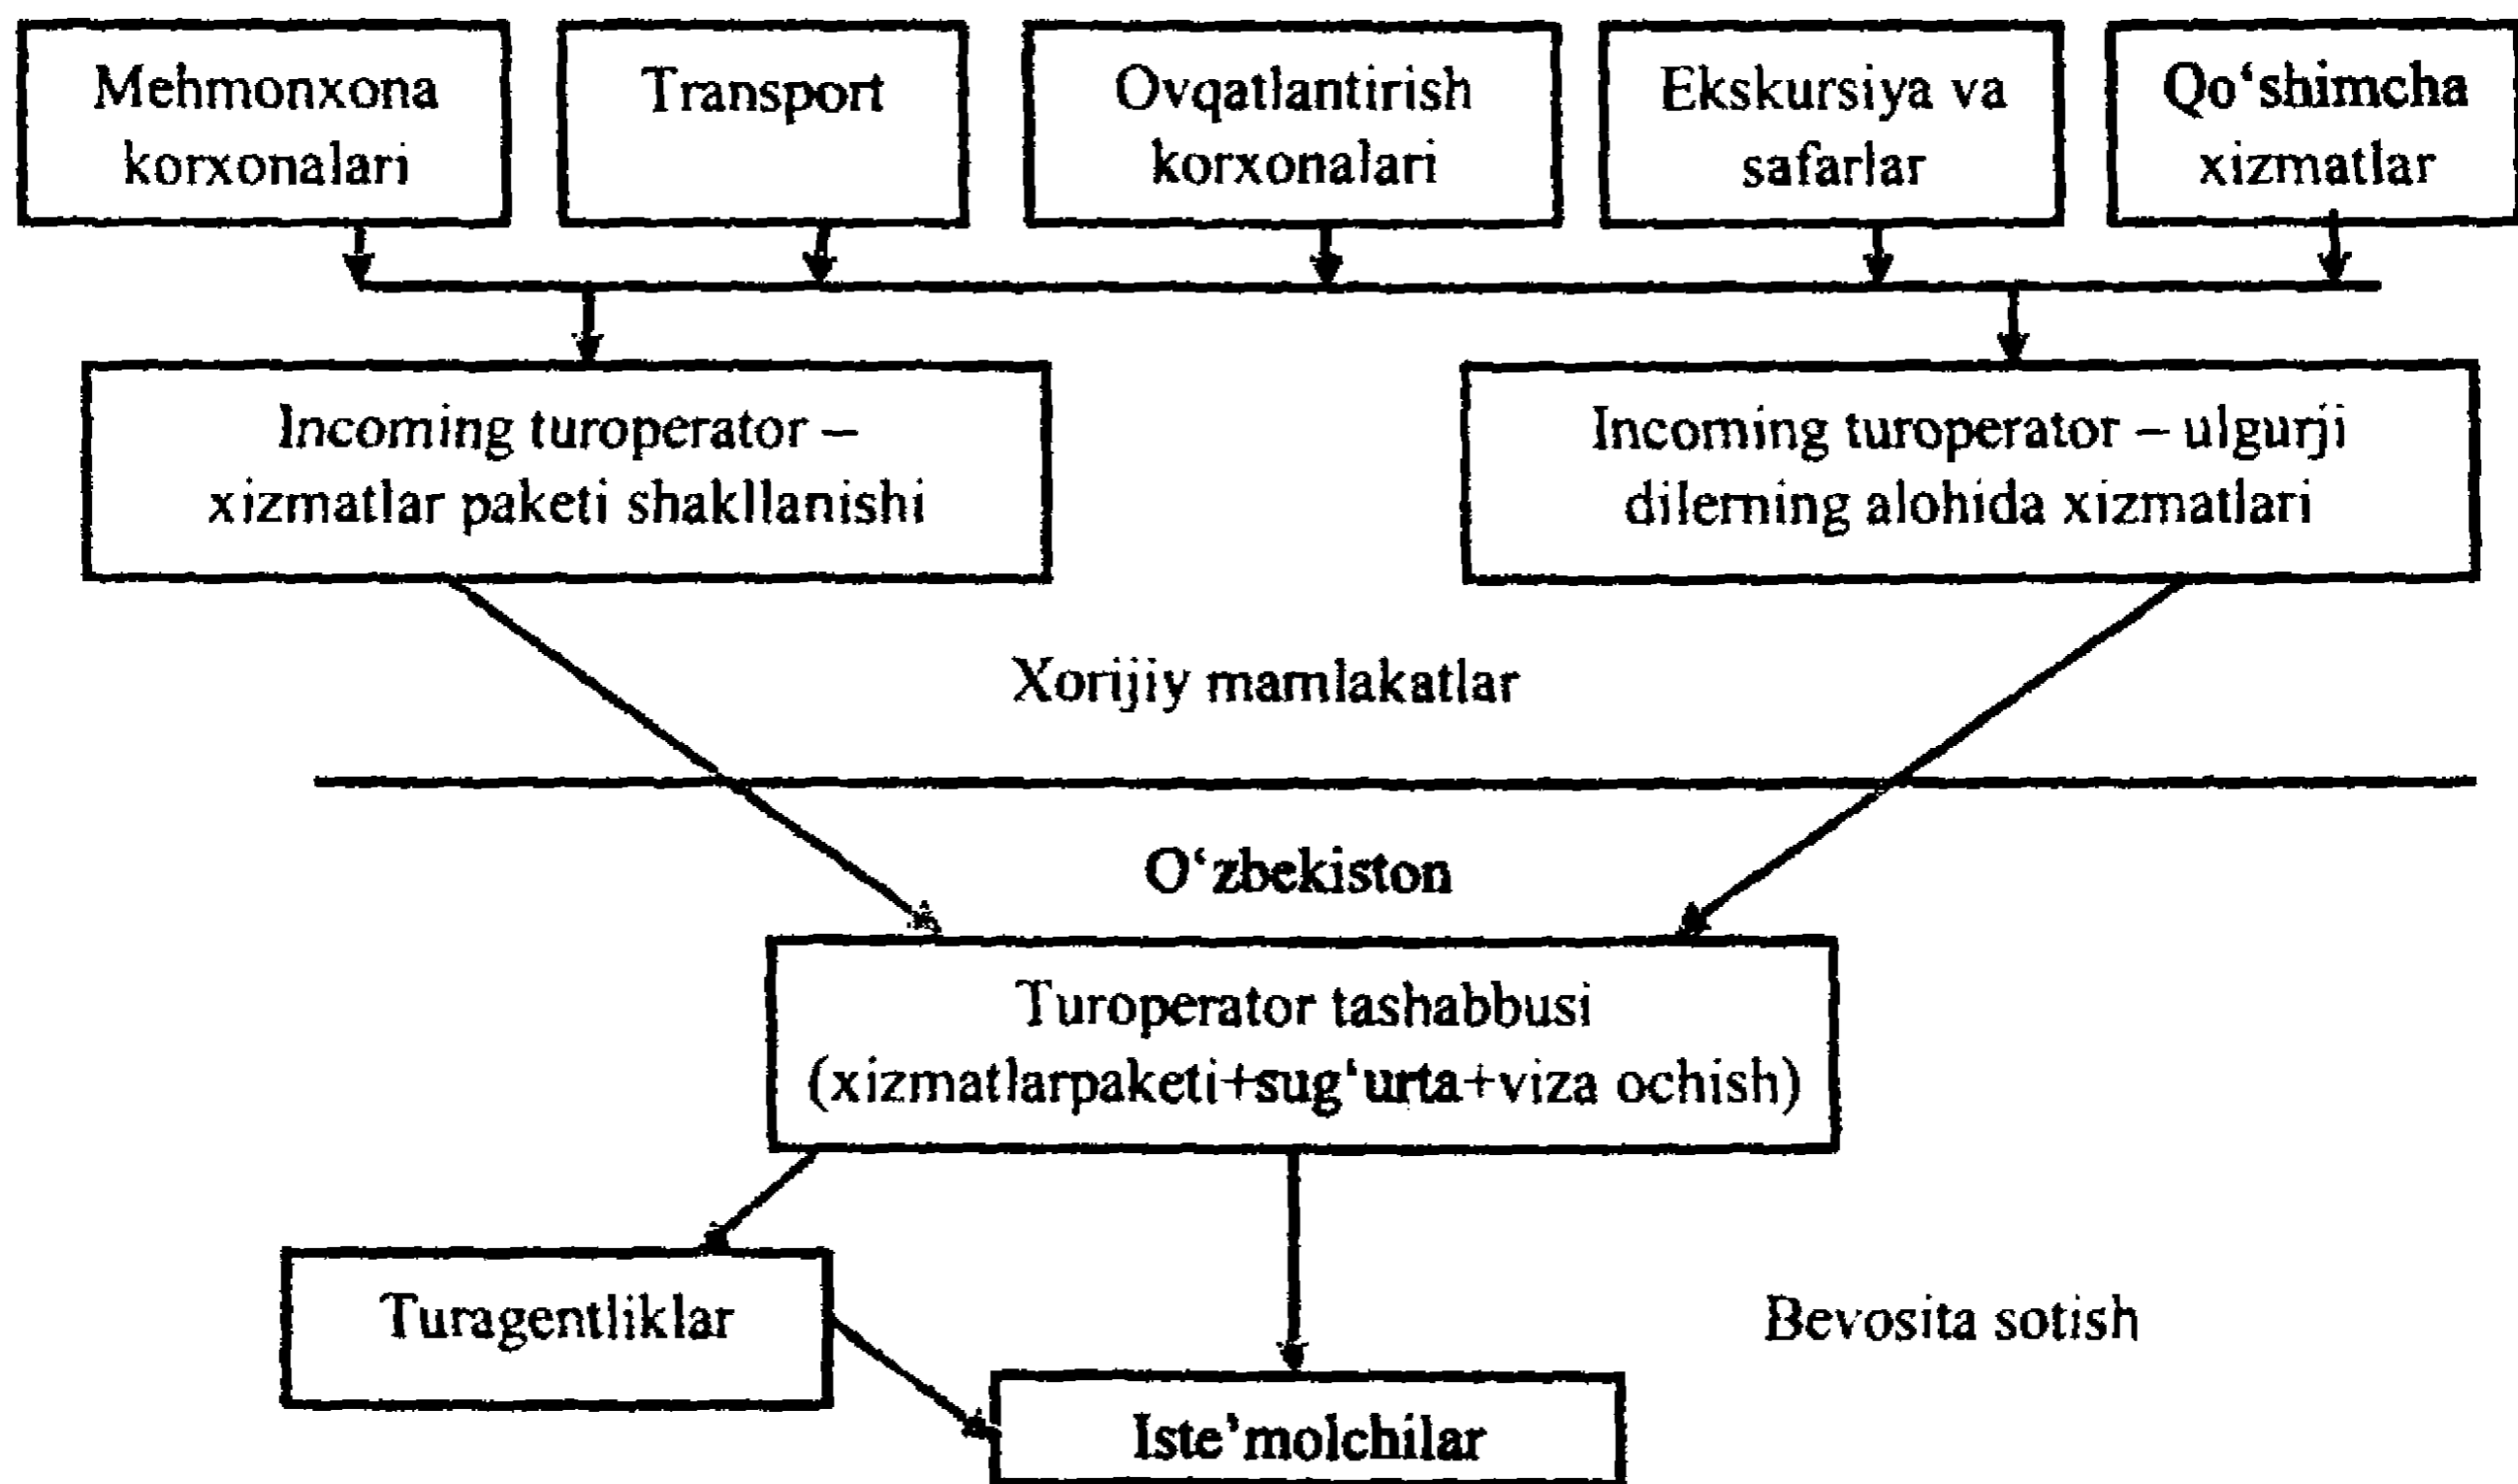 Mehmonxona
korxonalari
Transport
Ovqatlantirish
korxonalari
Ekskursiya va
safarlar
Qo‘shimcha
xizmatlar
Incoming turoperator –
xizmatlar paketi shakllanishi
Incoming turoperator – ulgurji
dilerning alohida xizmatlari
Xorijiy mamlakatlar
O‘zbekiston
Turoperator tashabbusi
(xizmatlarpaketi+sug‘urta+viza ochish)
Turagentliklar
Bevosita sotish
Iste’molchilar